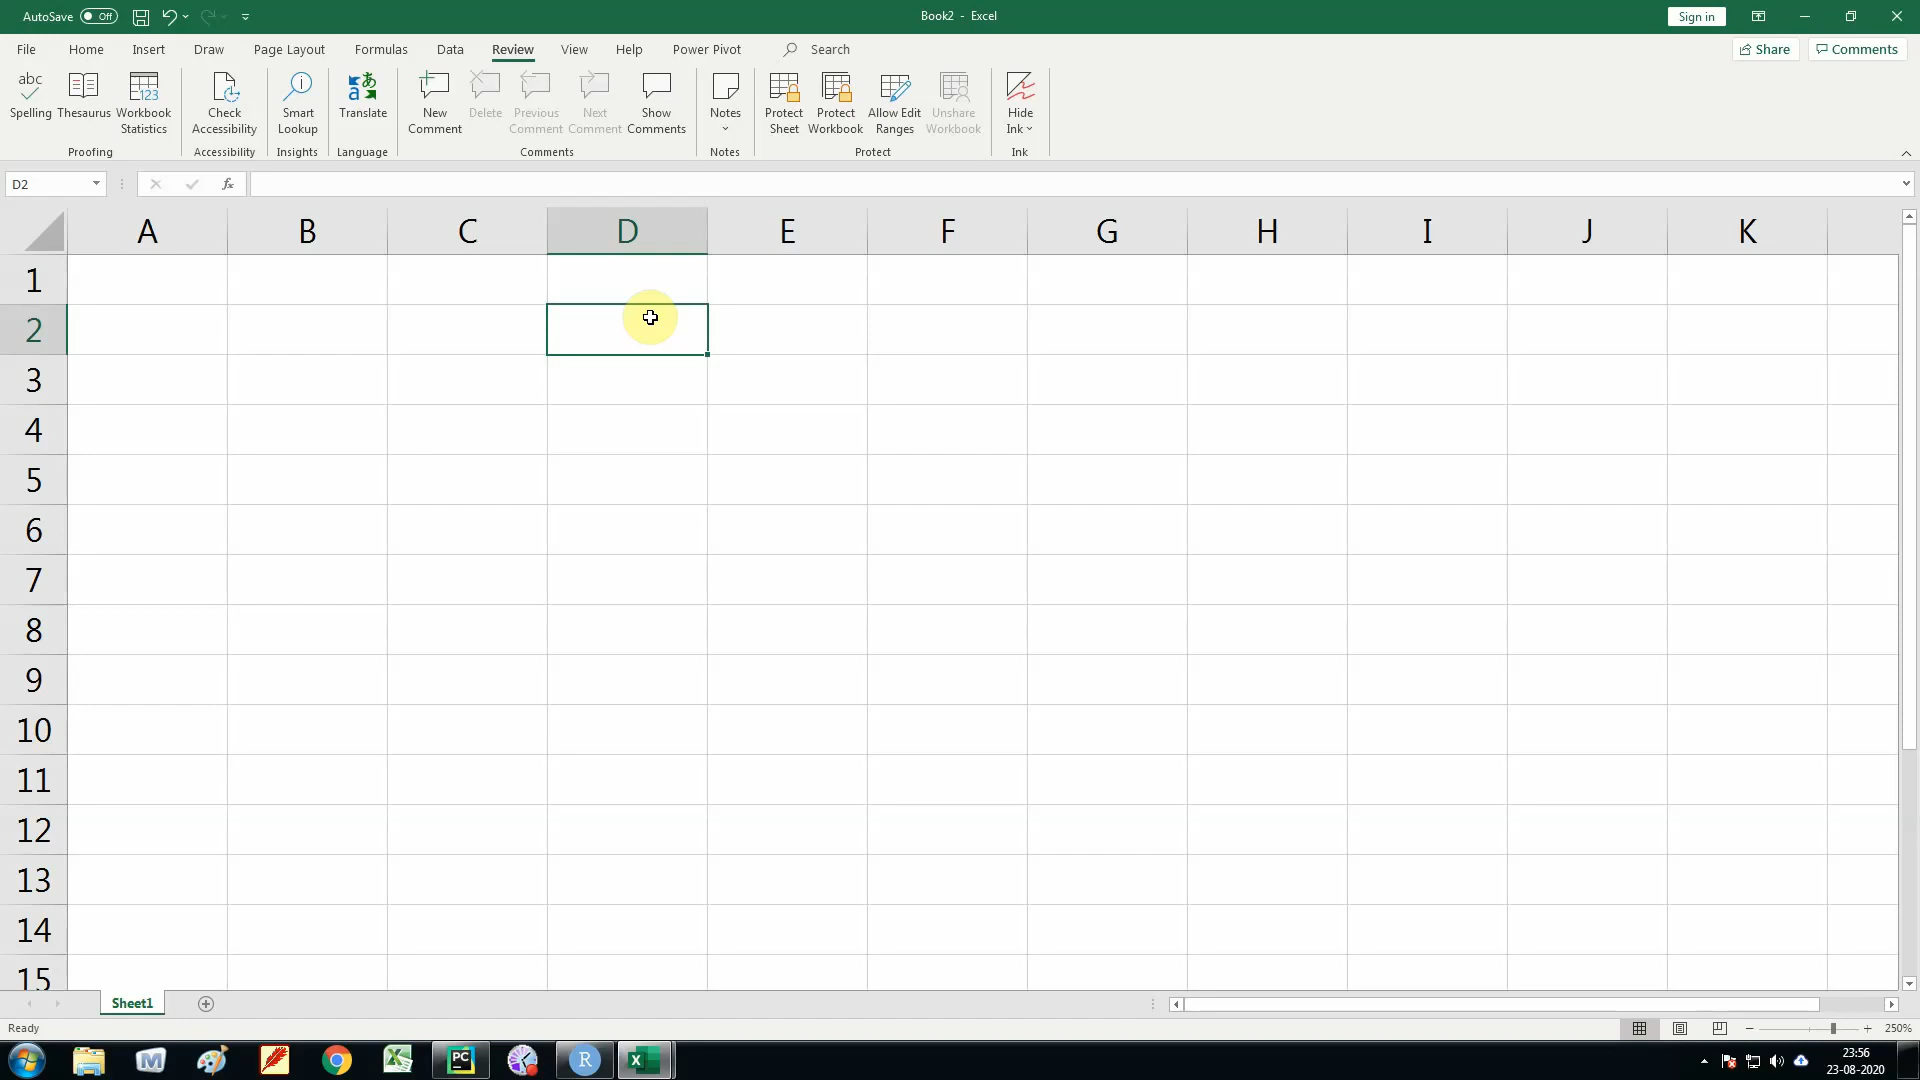 AutoSave Off Book2 - Excel Sign in
File Home Insert Draw Page Layout Formulas Data Review View Help Power Pivot Search Share Comments
abc
Spelling Thesaurus Workbook Statistics Check Accessibility Smart Lookup Translate New Comment Delete Previous Comment Next Comment Show Comments Notes Protect Sheet Protect Workbook Allow Edit Ranges Unshare Workbook Hide Ink
Proofing Accessibility Insights Language Comments Notes Protect Ink
D2 fx
A B C D E F G H I J K
1
2
3
4
5
6
7
8
9
10
11
12
13
14
15
Sheet1
Ready 250%
23:56
23-08-2020